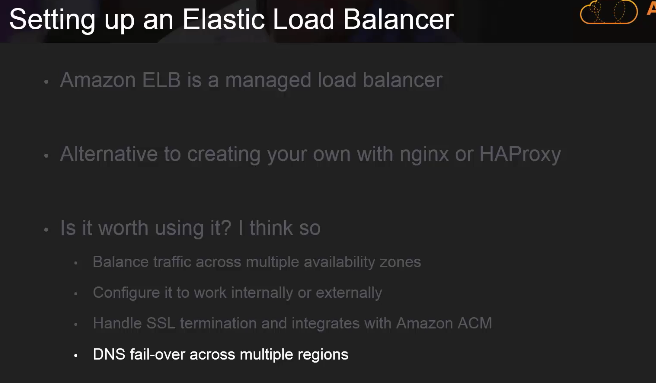 Setting up an Elastic Load Balancer
Amazon ELB is a managed load balancer
Alternative to creating your own with nginx or HAProxy
Is it worth using it? I think so
Balance traffic across multiple availability zones
Configure it to work internally or externally
Handle SSL termination and integrates with Amazon ACM
DNS fail-over across multiple regions